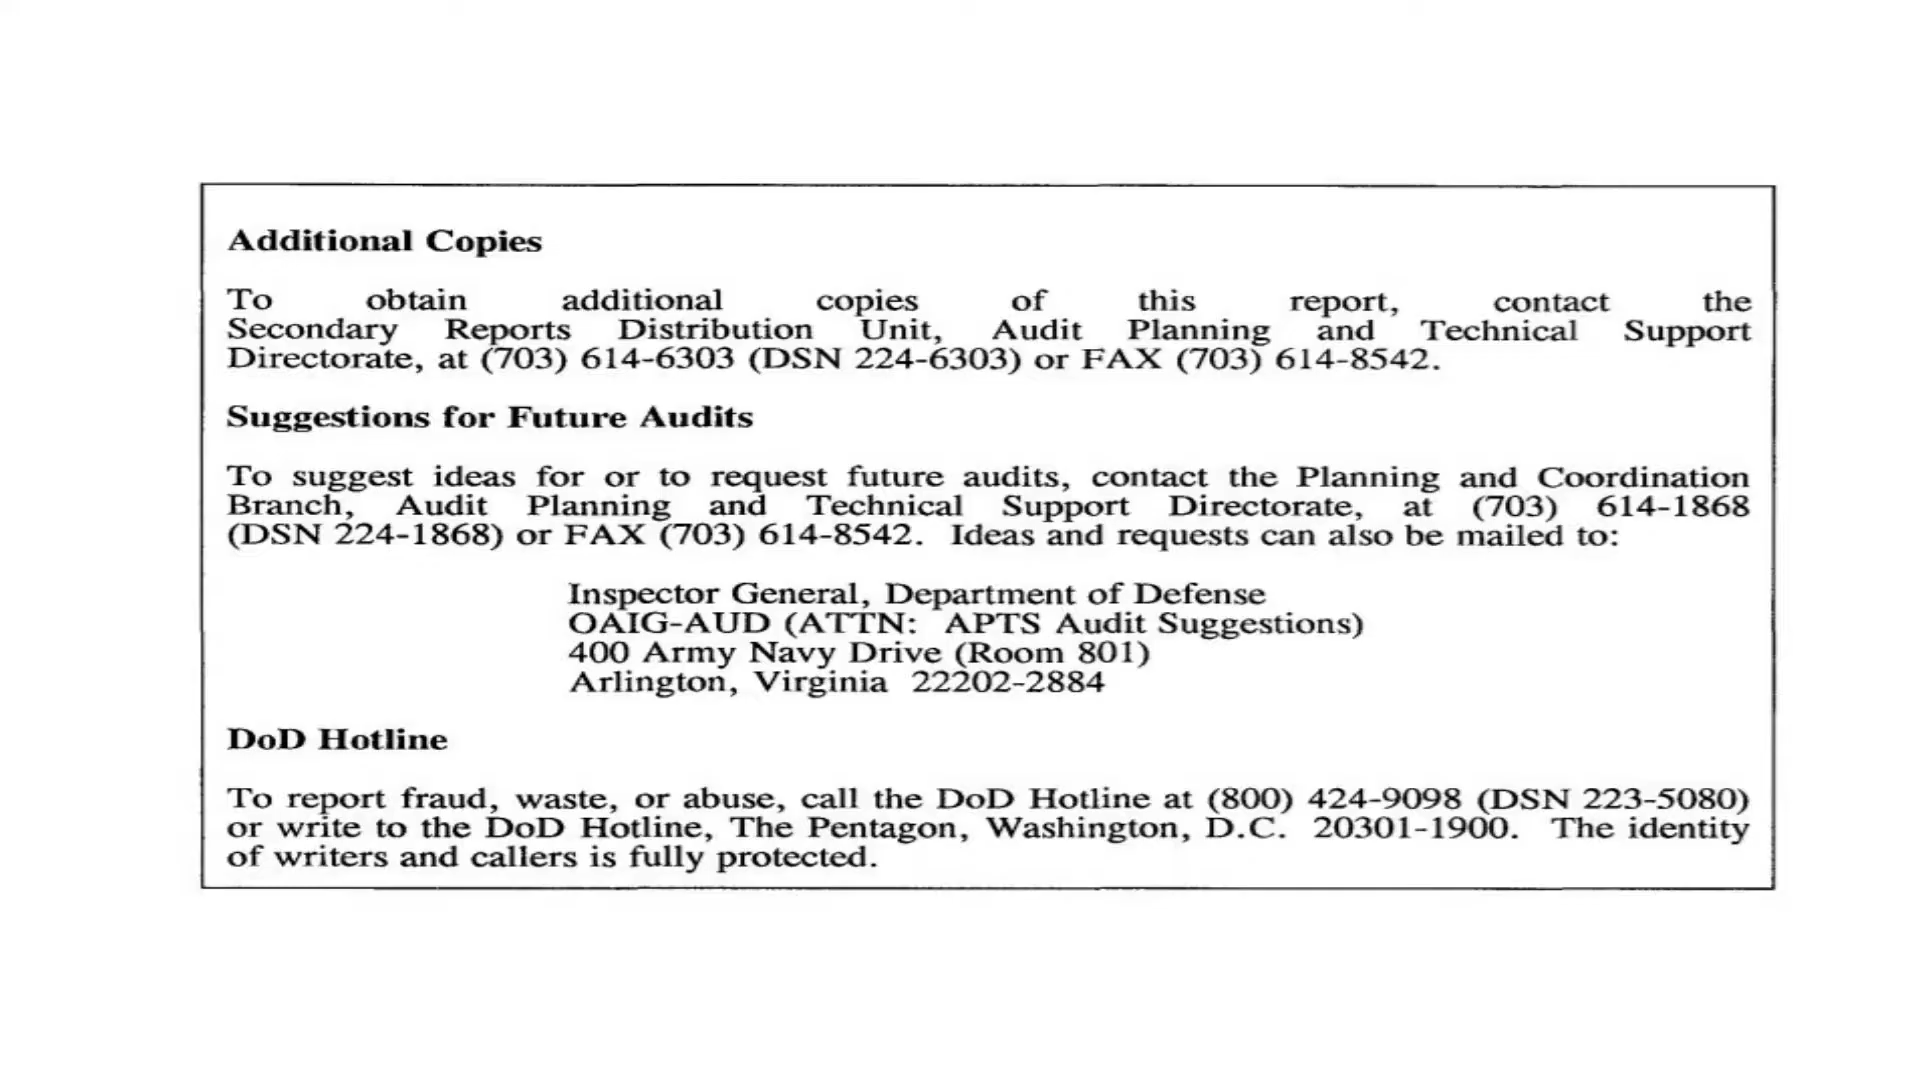 Additional Copies
To obtain additional copies of this report, contact the
Secondary Reports Distribution Unit, Audit Planning and Technical Support
Directorate, at (703) 614-6303 (DSN 224-6303) or FAX (703) 614-8542.
Suggestions for Future Audits
To suggest ideas for or to request future audits, contact the Planning and Coordination
Branch, Audit Planning and Technical Support Directorate, at (703) 614-1868
(DSN 224-1868) or FAX (703) 614-8542. Ideas and requests can also be mailed to:
Inspector General, Department of Defense
OAIG-AUD (ATTN: APTS Audit Suggestions)
400 Army Navy Drive (Room 801)
Arlington, Virginia 22202-2884
DoD Hotline
To report fraud, waste, or abuse, call the DoD Hotline at (800) 424-9098 (DSN 223-5080)
or write to the DoD Hotline, The Pentagon, Washington, D.C. 20301-1900. The identity
of writers and callers is fully protected.